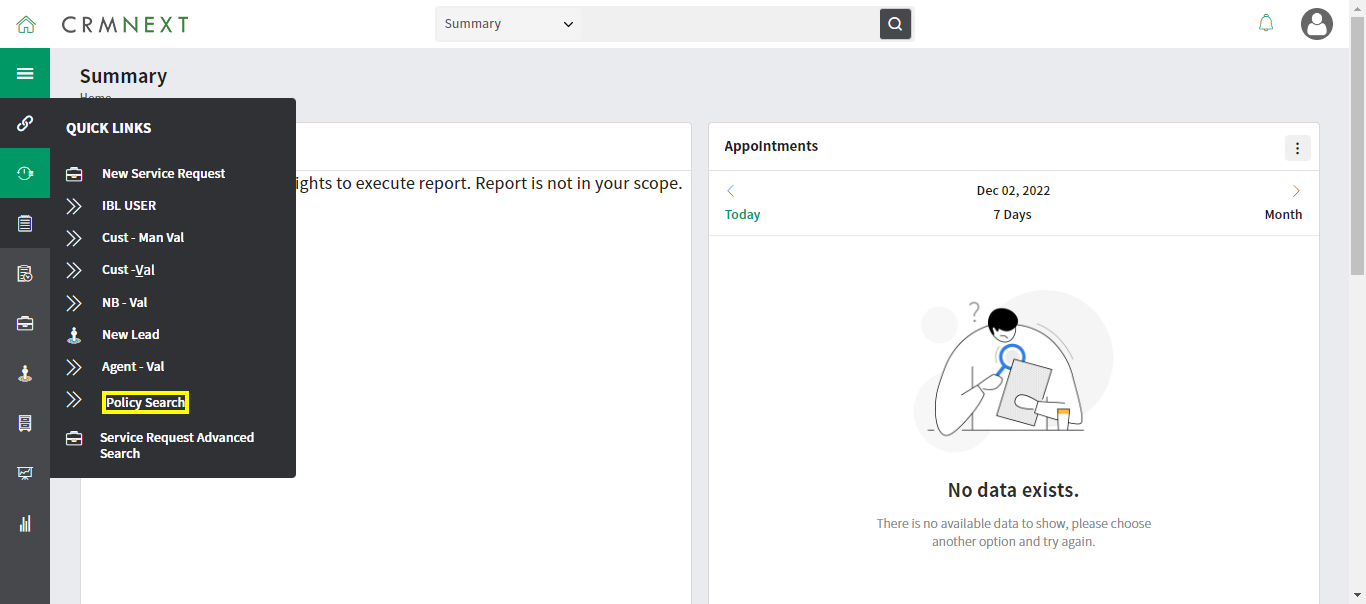 CRMNEXT
Summary
Summary
Home
QUICK LINKS
New Service Request
IBL USER
Cust - Man Val
Cust -Val
NB - Val
New Lead
Agent - Val
Policy Search
Service Request Advanced
Search
ights to execute report. Report is not in your scope.
Appointments
Dec 02, 2022
Today
7 Days
Month
?
No data exists.
There is no available data to show, please choose
another option and try again.